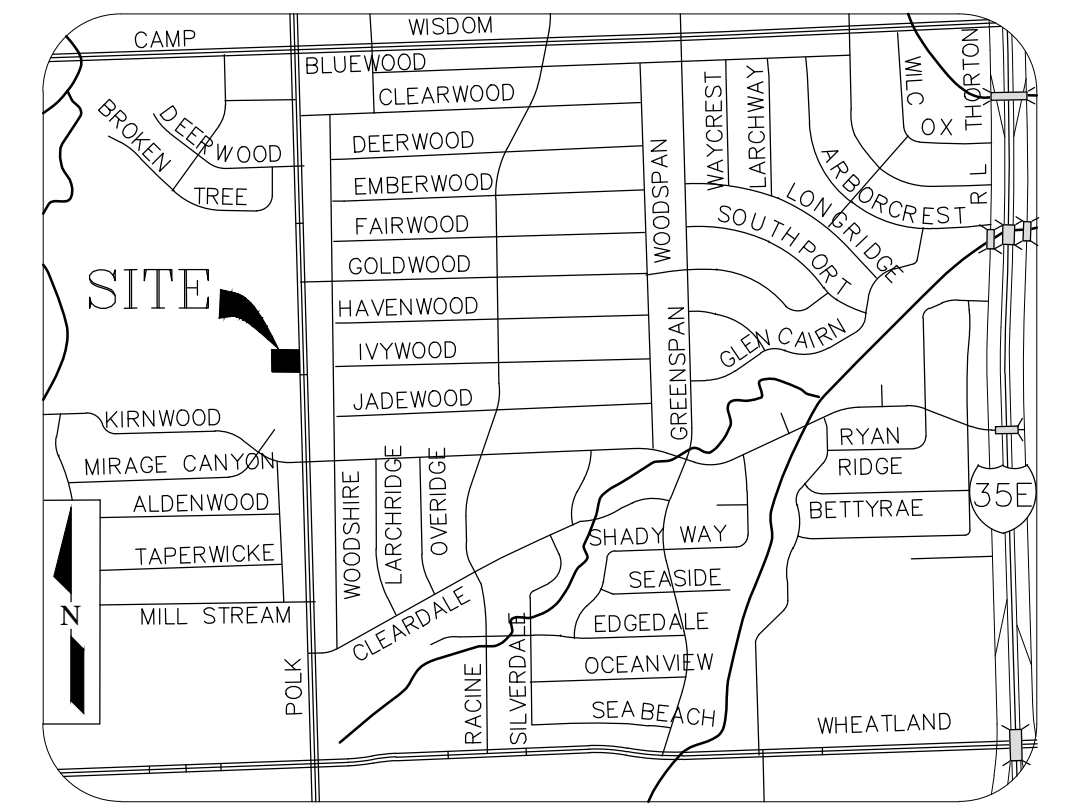 CAMP
WISDOM
BLUEWOOD
CLEARWOOD
DEERWOOD
EMBERWOOD
FAIRWOOD
GOLDWOOD
HAVENWOOD
IVYWOOD
JADEWOOD
BROKEN
TREE
DEERWOOD
SITE
WOODSPAN
GREENSPAN
WAYCREST
LARCHWAY
WILCOX
THORTON
R L
ARBORCREST
LONGRIDGE
SOUTHPORT
GLEN CAIRN
KIRNWOOD
MIRAGE CANYON
ALDENWOOD
TAPERWICKE
MILL STREAM
N
WOODSHIRE
LARCHRIDGE
OVERIDGE
CLEARDALE
POLK
RACINE
SILVERDALE
SHADY WAY
SEASIDE
EDGEDALE
OCEANVIEW
SEA BEACH
RYAN
RIDGE
BETTYRAE
35E
WHEATLAND